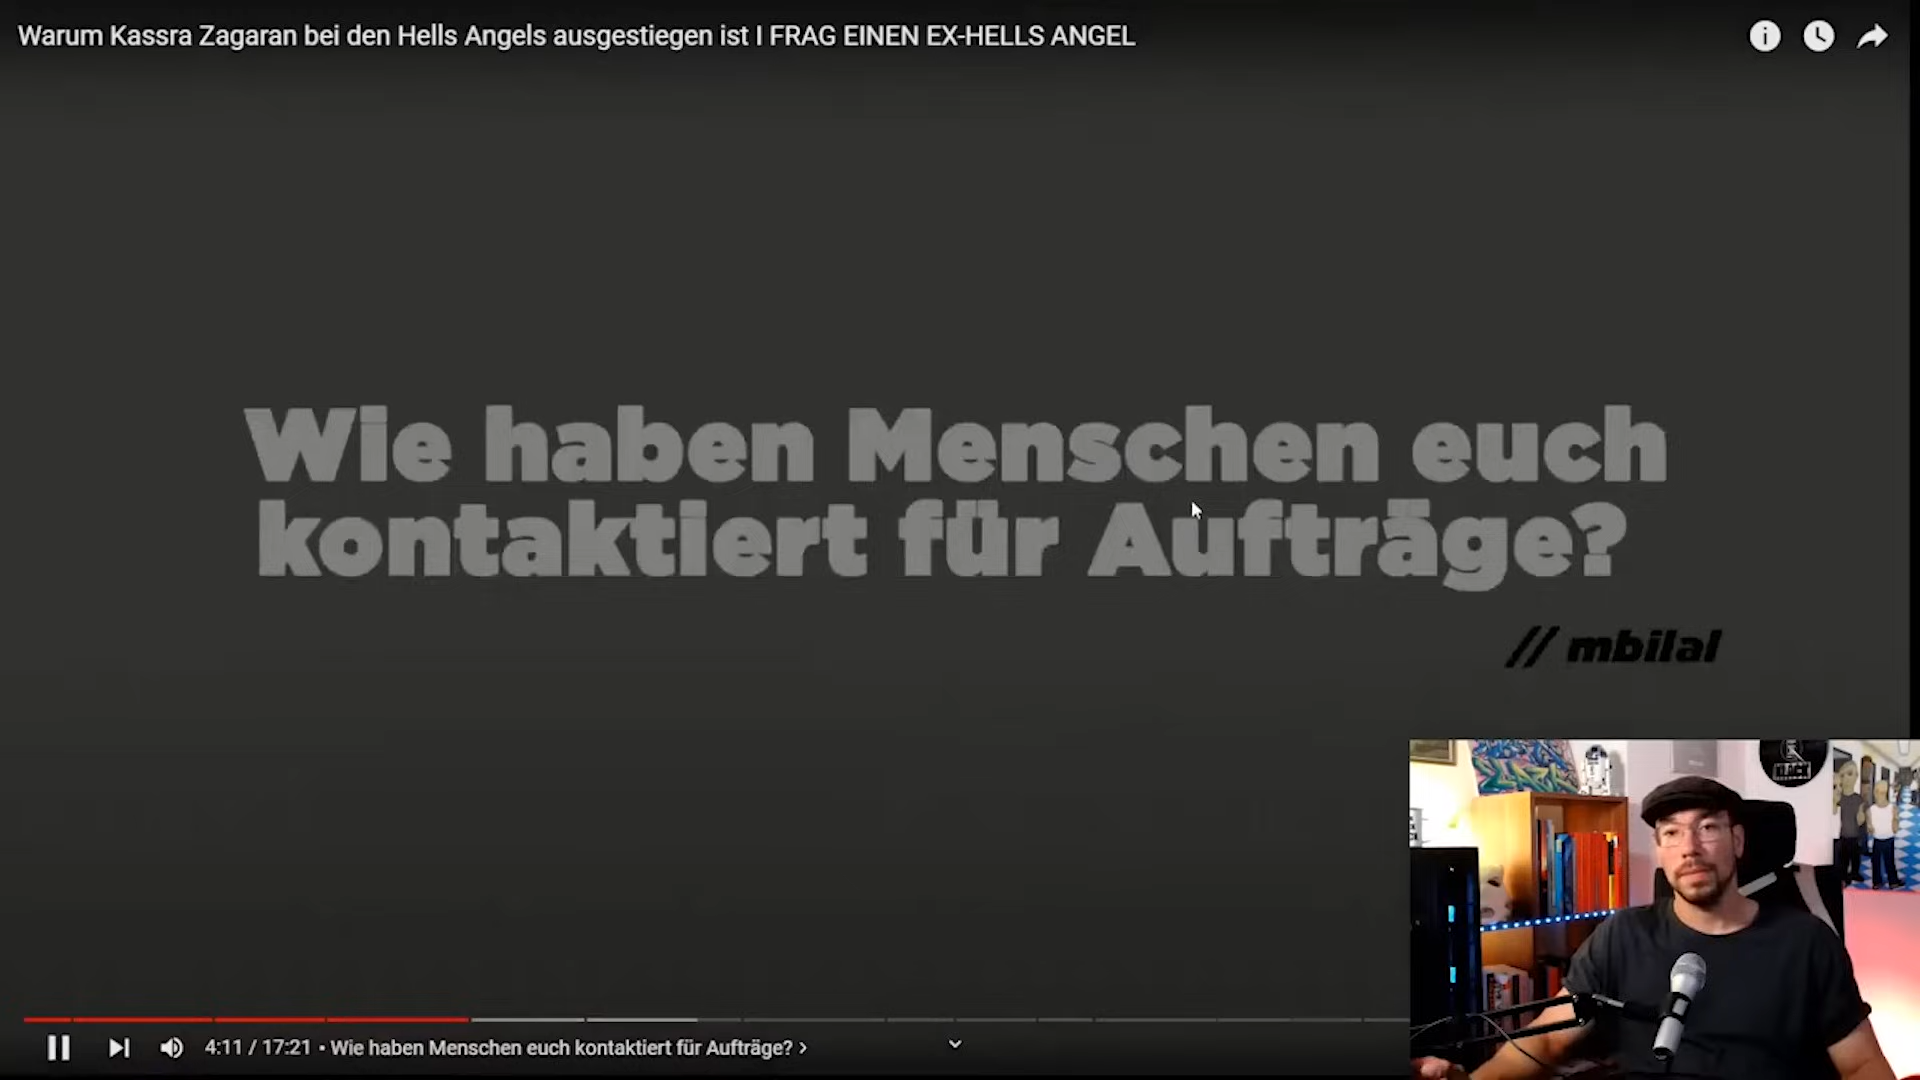 Warum Kassra Zagaran bei den Hells Angels ausgestiegen ist I FRAG EINEN EX-HELLS ANGEL
Wie haben Menschen euch
kontaktiert für Aufträge?
// mbilal
4:11 / 17:21 • Wie haben Menschen euch kontaktiert für Aufträge? ›